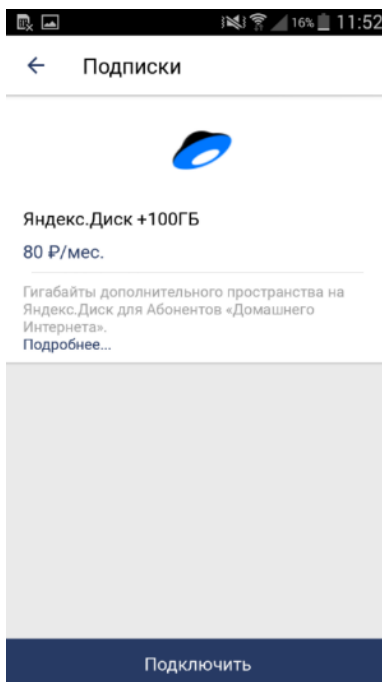 16% 11:52
Подписки
Яндекс.Диск +100ГБ
80 ₽/мес.
Гигабайты дополнительного пространства на
Яндекс.Диск для Абонентов «Домашнего
Интернета».
Подробнее...
Подключить